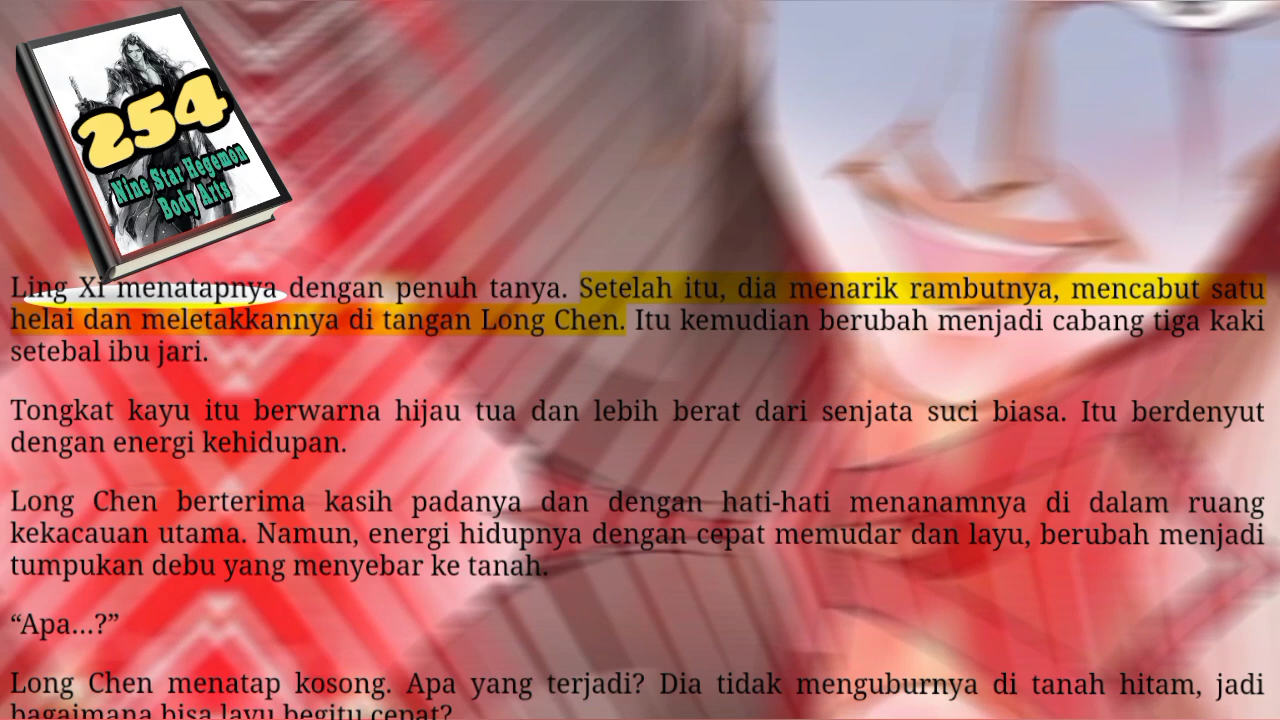 254
Nine Star Hegemon
Body Arts
Ling Xi menatapnya dengan penuh tanya. Setelah itu, dia menarik rambutnya, mencabut satu
helai dan meletakkannya di tangan Long Chen. Itu kemudian berubah menjadi cabang tiga kaki
setebal ibu jari.
Tongkat kayu itu berwarna hijau tua dan lebih berat dari senjata suci biasa. Itu berdenyut
dengan energi kehidupan.
Long Chen berterima kasih padanya dan dengan hati-hati menanamnya di dalam ruang
kekacauan utama. Namun, energi hidupnya dengan cepat memudar dan layu, berubah menjadi
tumpukan debu yang menyebar ke tanah.
“Apa...?”
Long Chen menatap kosong. Apa yang terjadi? Dia tidak menguburnya di tanah hitam, jadi
bagaimana bisa layu begitu cepat?